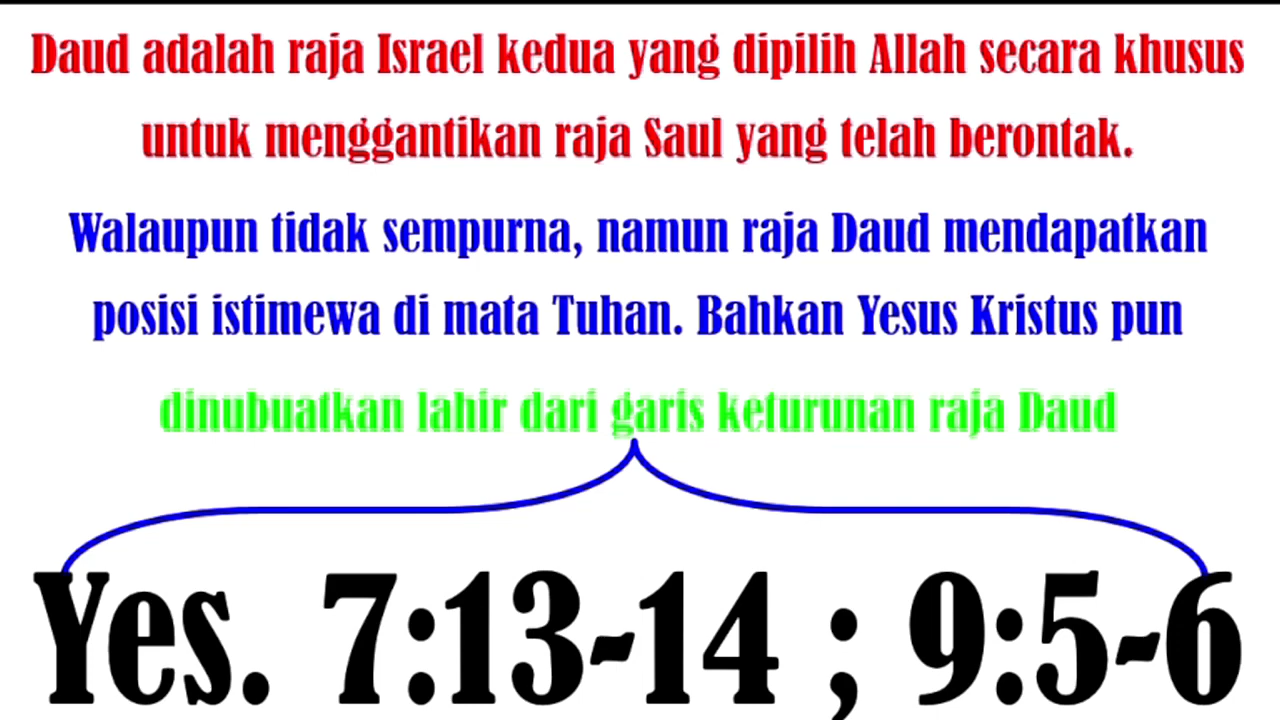 Daud adalah raja Israel kedua yang dipilih Allah secara khusus
untuk menggantikan raja Saul yang telah berontak.
Walaupun tidak sempurna, namun raja Daud mendapatkan
posisi istimewa di mata Tuhan. Bahkan Yesus Kristus pun
dinubuatkan lahir dari garis keturunan raja Daud
Yes. 7:13-14 ; 9:5-6